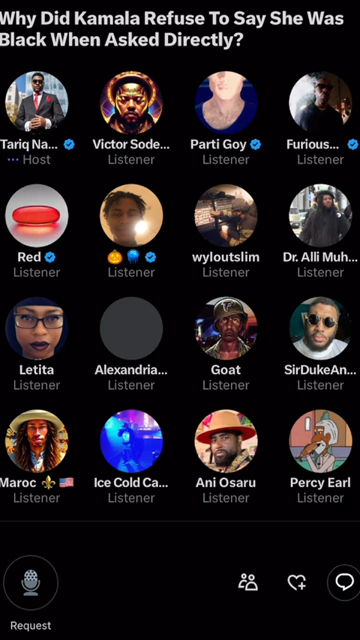 Why Did Kamala Refuse To Say She Was
Black When Asked Directly?
Tariq Na... Victor Sode... Parti Goy Furious...
Host Listener Listener Listener
Red wyloutslim Dr. Alli Muh...
Listener Listener Listener Listener
Letita Alexandria... Goat SirDukeAn...
Listener Listener Listener Listener
Maroc ⚜️ 🇺🇸 Ice Cold Ca... Ani Osaru Percy Earl
Listener Listener Listener Listener
Request